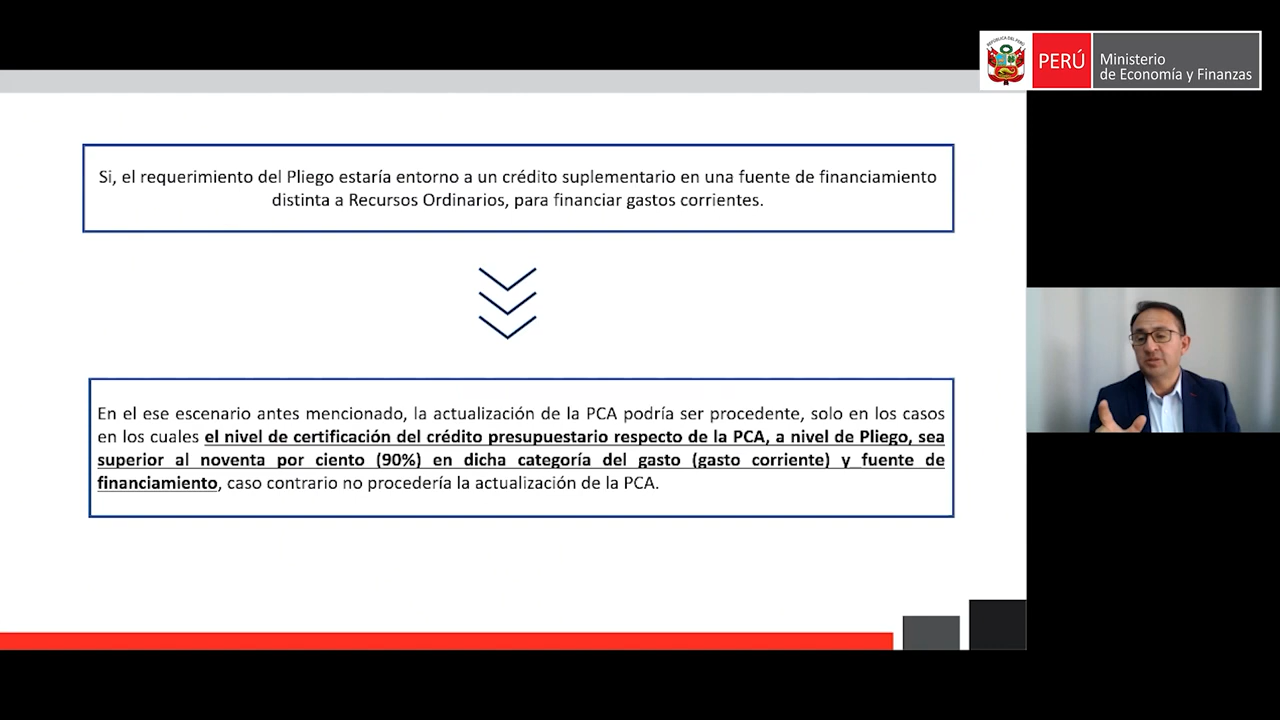 PERÚ
Ministerio
de Economía y Finanzas
Si, el requerimiento del Pliego estaría entorno a un crédito suplementario en una fuente de financiamiento
distinta a Recursos Ordinarios, para financiar gastos corrientes.
En el ese escenario antes mencionado, la actualización de la PCA podría ser procedente, solo en los casos
en los cuales el nivel de certificación del crédito presupuestario respecto de la PCA, a nivel de Pliego, sea
superior al noventa por ciento (90%) en dicha categoría del gasto (gasto corriente) y fuente de
financiamiento, caso contrario no procedería la actualización de la PCA.